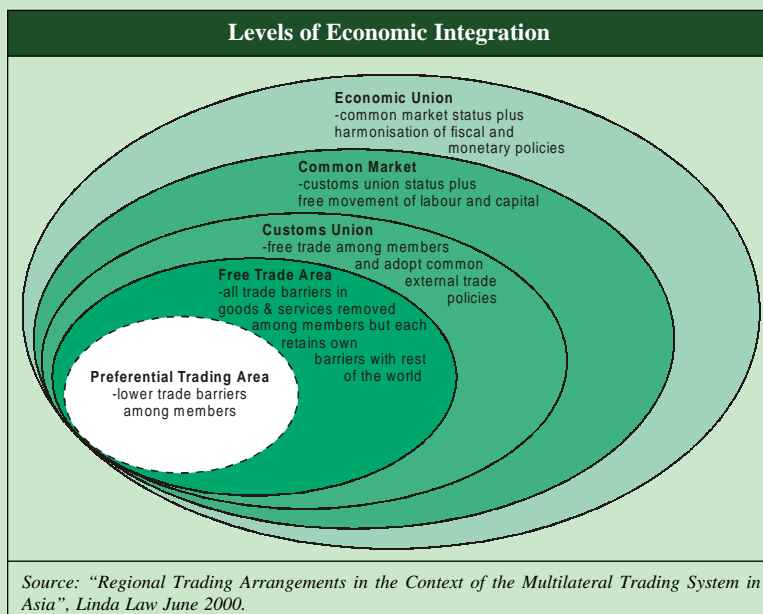 Levels of Economic Integration
Economic Union
-common market status plus
harmonisation of fiscal and
monetary policies
Common Market
-customs union status plus
free movement of labour and capital
Customs Union
-free trade among members
and adopt common
external trade
policies
Free Trade Area
-all trade barriers in
goods & services removed
among members but each
retains own
barriers with rest
of the world
Preferential Trading Area
-lower trade barriers
among members
Source: “Regional Trading Arrangements in the Context of the Multilateral Trading System in
Asia”, Linda Law June 2000.